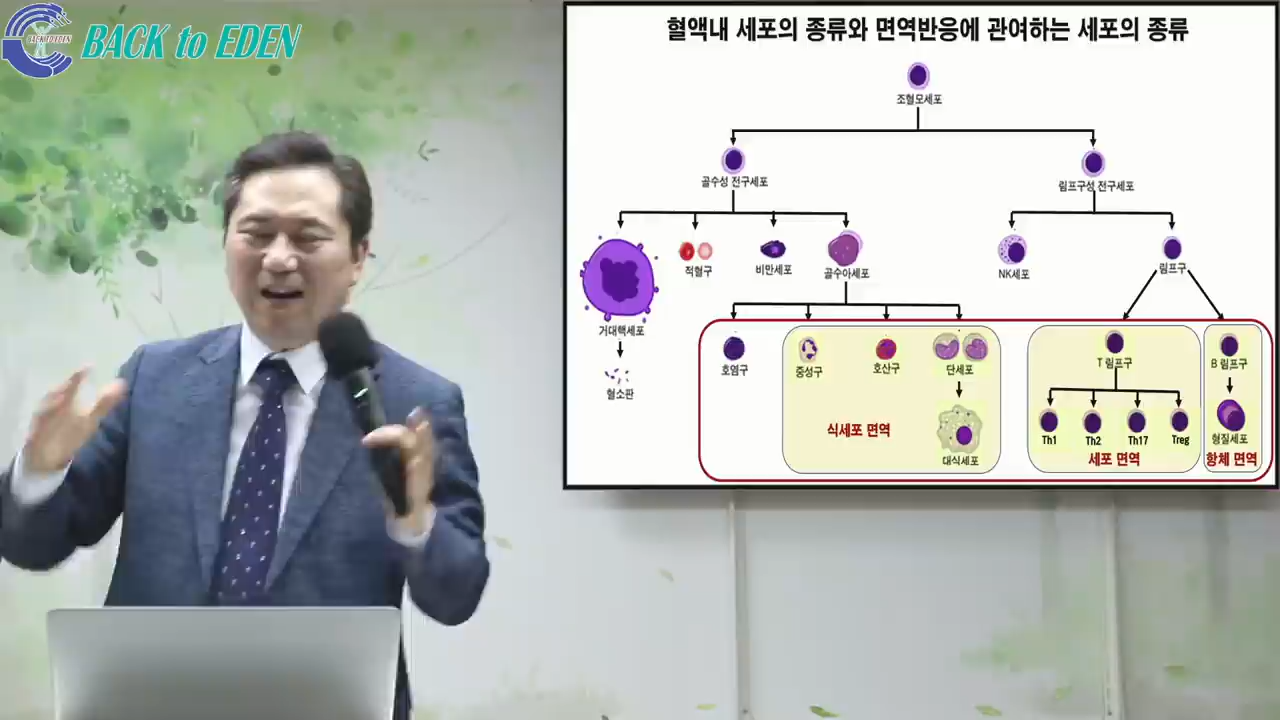 BACK to EDEN
혈액내 세포의 종류와 면역반응에 관여하는 세포의 종류
조혈모세포
골수성 전구세포
림프구성 전구세포
거대핵세포
적혈구
비만세포
골수아세포
NK세포
림프구
혈소판
호염구
중성구
호산구
단세포
대식세포
식세포 면역
T 림프구
Th1
Th2
Th17
Treg
세포 면역
B 림프구
형질세포
항체 면역